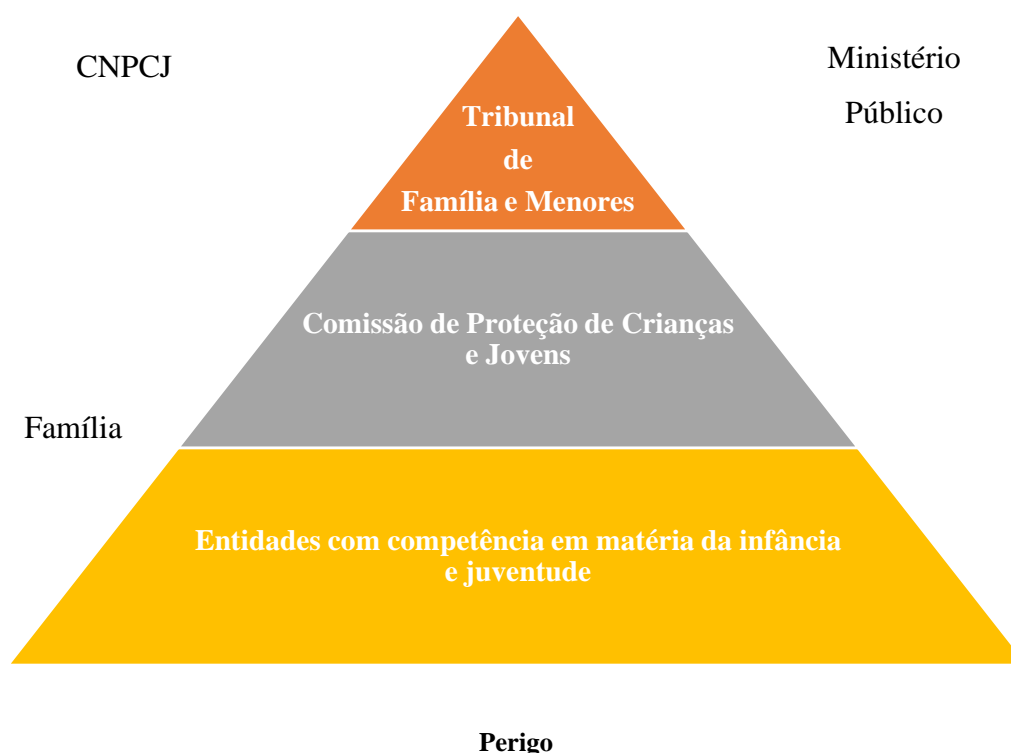 CNPCJ
Ministério
Público
Tribunal
de
Família e Menores
Comissão de Proteção de Crianças
e Jovens
Família
Entidades com competência em matéria da infância
e juventude
Perigo